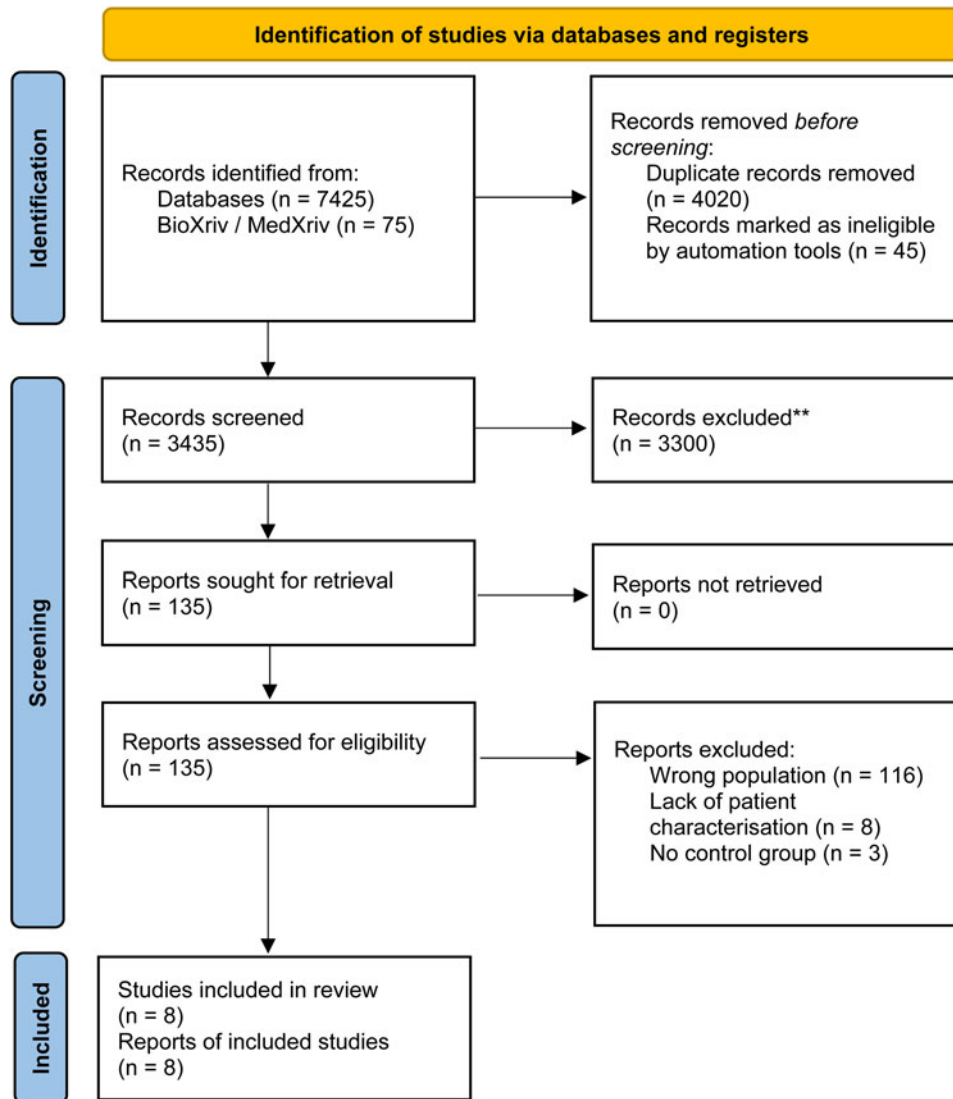 Identification of studies via databases and registers
Identification
Records identified from:
Databases (n = 7425)
BioXriv / MedXriv (n = 75)
Records removed before
screening:
Duplicate records removed
(n = 4020)
Records marked as ineligible
by automation tools (n = 45)
Screening
Records screened
(n = 3435)
Records excluded**
(n = 3300)
Reports sought for retrieval
(n = 135)
Reports not retrieved
(n = 0)
Reports assessed for eligibility
(n = 135)
Reports excluded:
Wrong population (n = 116)
Lack of patient
characterisation (n = 8)
No control group (n = 3)
Included
Studies included in review
(n = 8)
Reports of included studies
(n = 8)